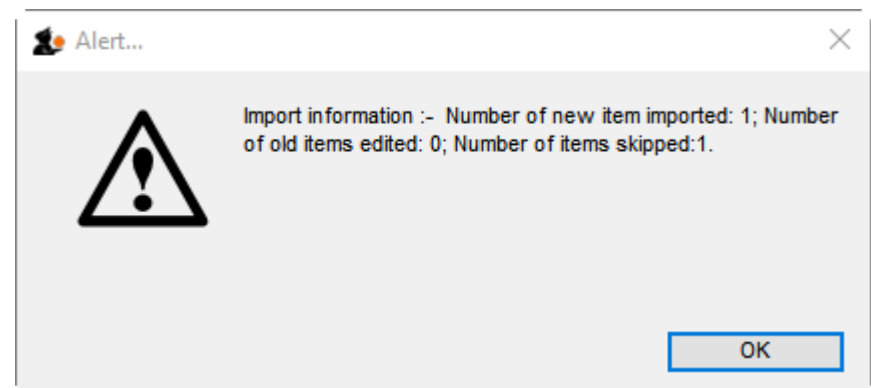 Alert...
Import information :-  Number of new item imported: 1; Number
of old items edited: 0; Number of items skipped:1.
OK